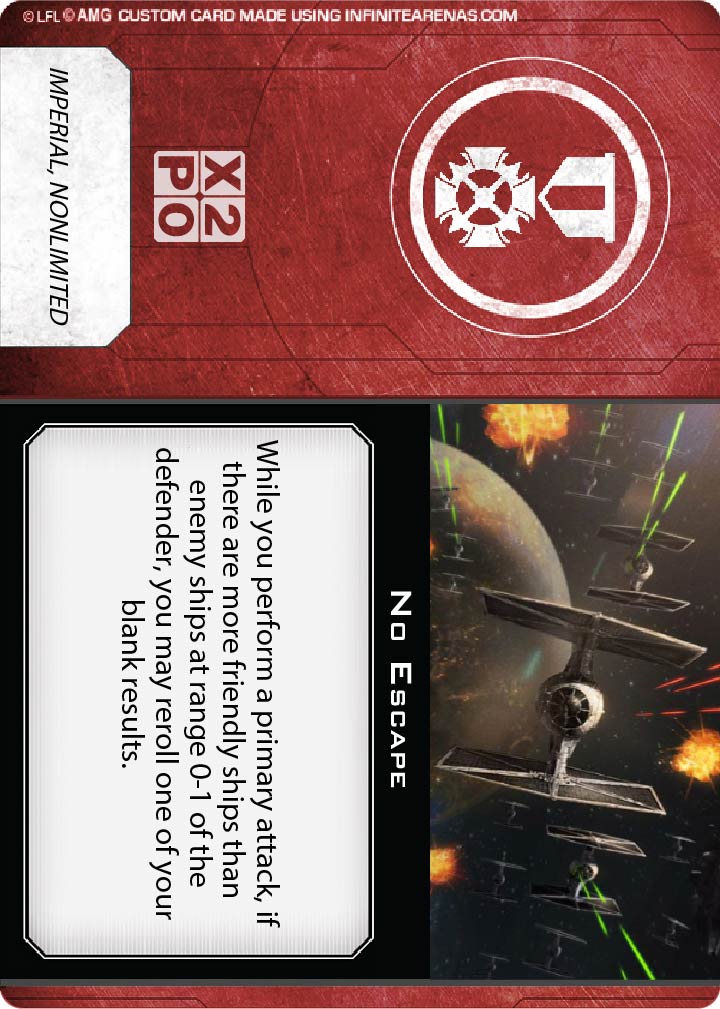 ©LFL ©AMG CUSTOM CARD MADE USING INFINITEARENAS.COM
X2
PO
IMPERIAL, NONLIMITED
NO ESCAPE
While you perform a primary attack, if
there are more friendly ships than
enemy ships at range 0-1 of the
defender, you may reroll one of your
blank results.